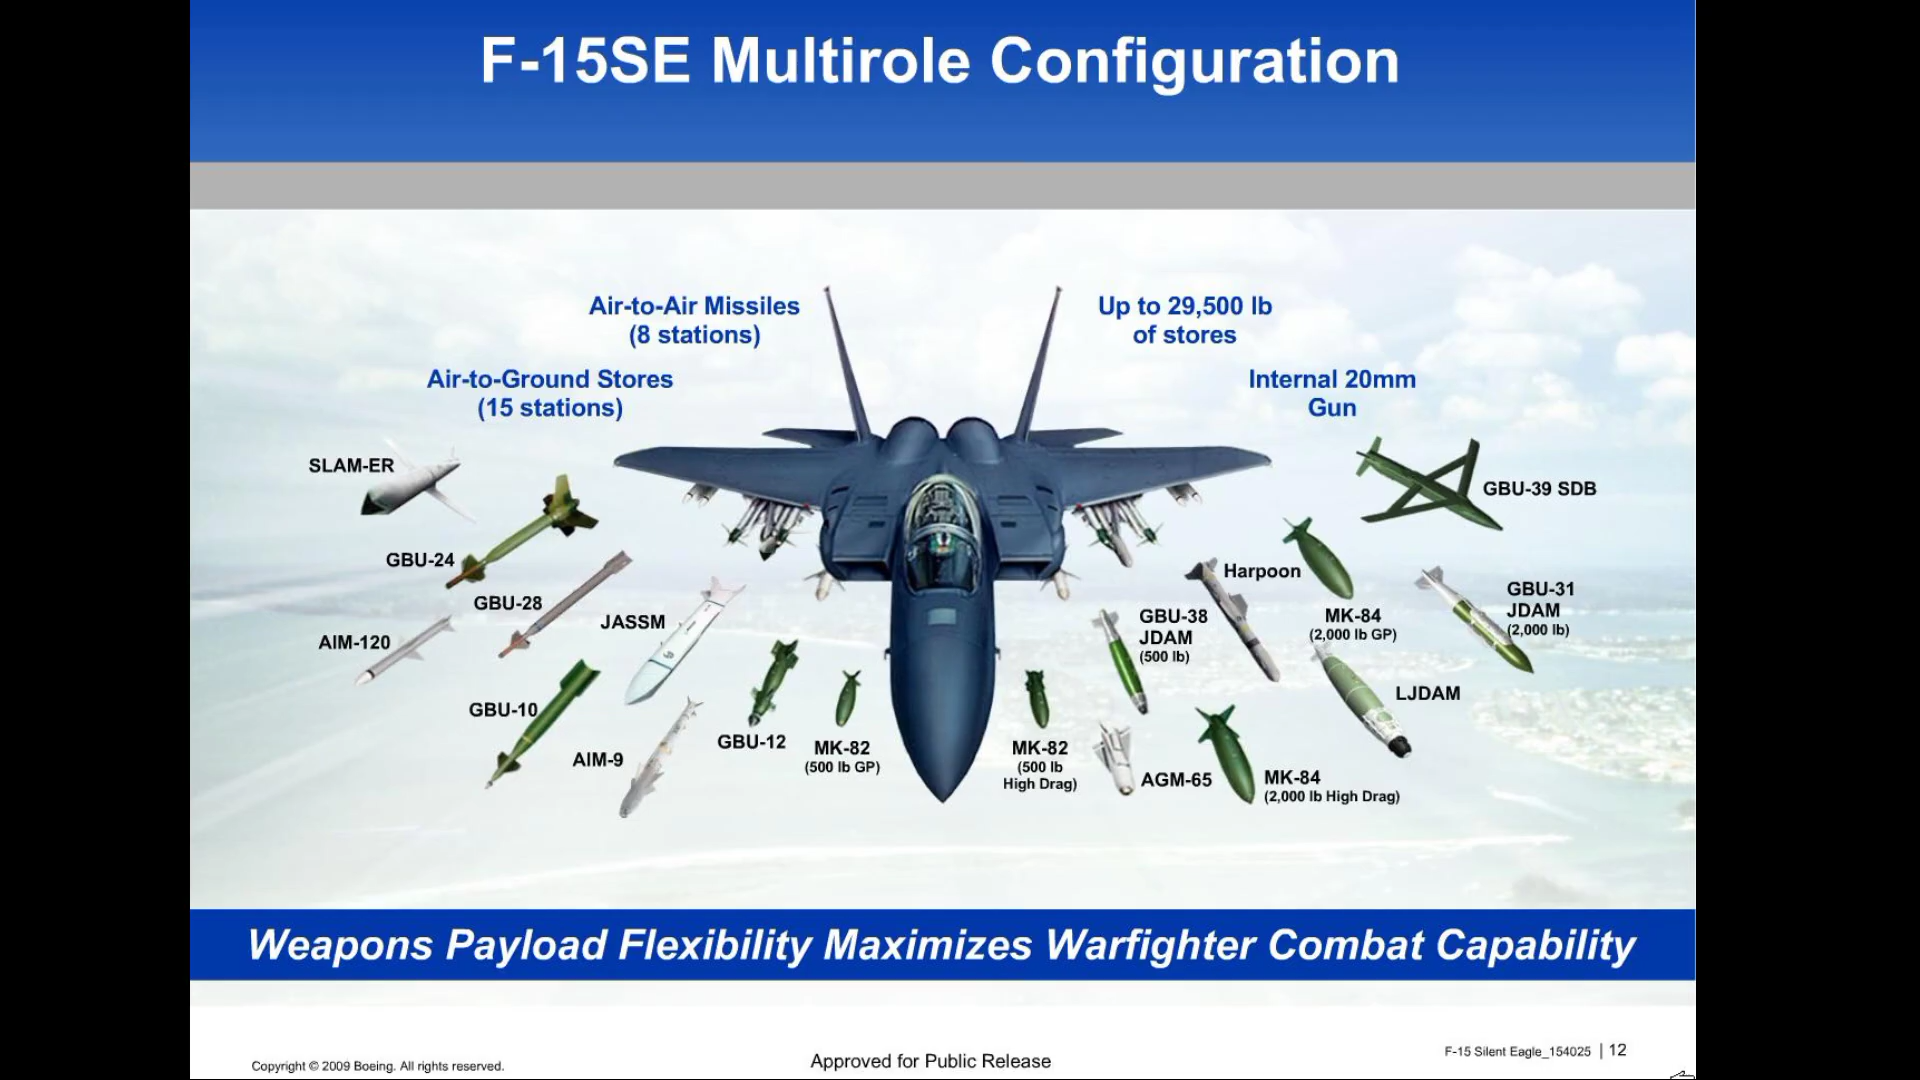 F-15SE Multirole Configuration
Air-to-Air Missiles
(8 stations)
Up to 29,500 lb
of stores
Air-to-Ground Stores
(15 stations)
Internal 20mm
Gun
SLAM-ER
GBU-39 SDB
GBU-24
Harpoon
GBU-28
GBU-31
JDAM
(2,000 lb)
JASSM
GBU-38
JDAM
(500 lb)
MK-84
(2,000 lb GP)
AIM-120
LJDAM
GBU-10
AIM-9
GBU-12
MK-82
(500 lb GP)
MK-82
(500 lb
High Drag)
AGM-65
MK-84
(2,000 lb High Drag)
Weapons Payload Flexibility Maximizes Warfighter Combat Capability
Copyright © 2009 Boeing. All rights reserved.
Approved for Public Release
F-15 Silent Eagle_154025 | 12